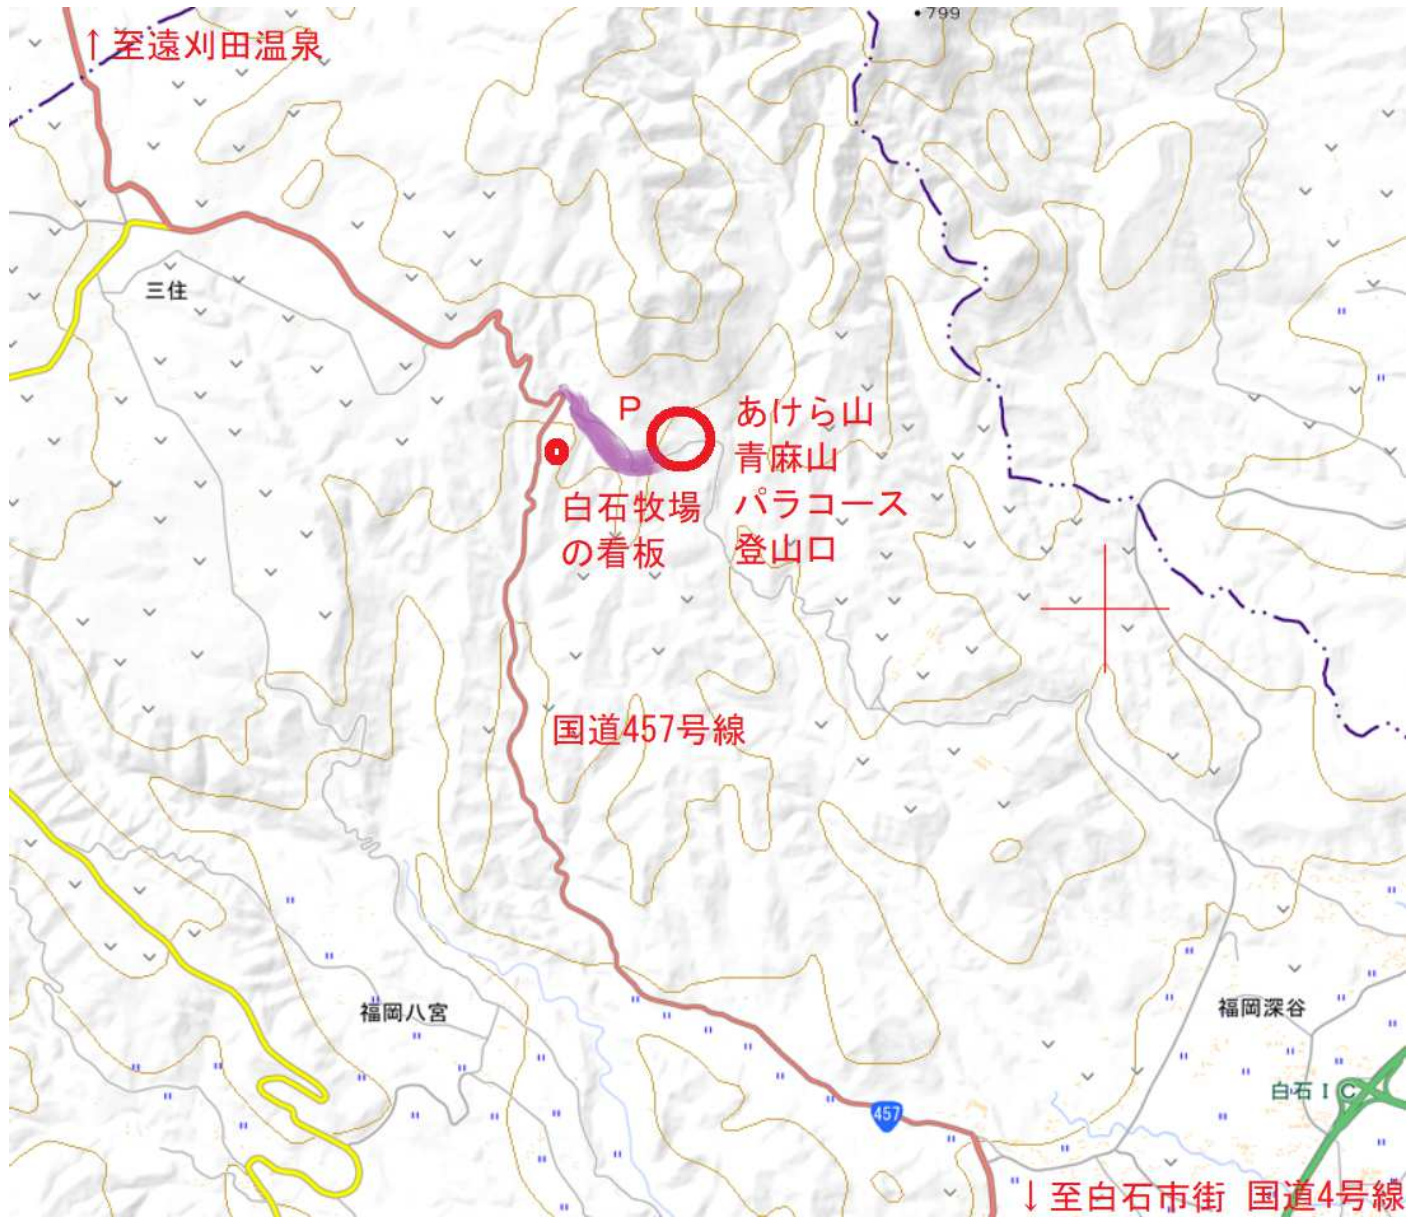 799
↑至遠刈田温泉
三住
P
あけら山
青麻山
パラコース
登山口
白石牧場
の看板
国道457号線
福岡八宮
福岡深谷
白石IC
457
↓至白石市街 国道4号線